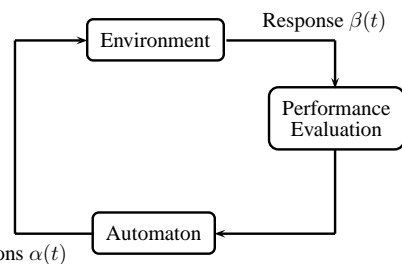 Response β(t)
Environment
Performance
Evaluation
Automaton
ons α(t)